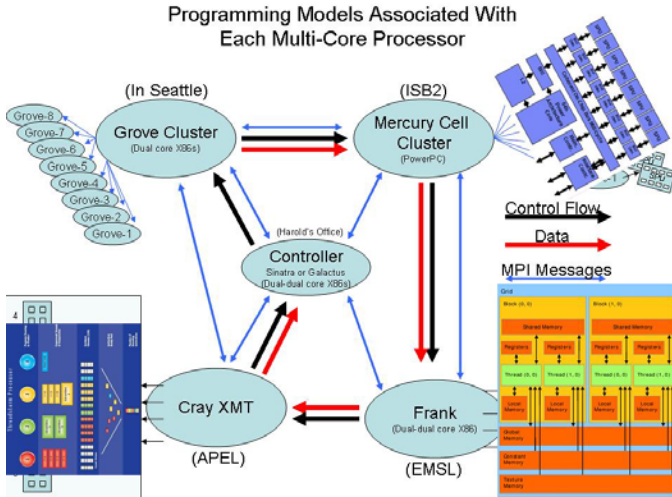 Programming Models Associated With
Each Multi-Core Processor
(In Seattle)
(ISB2)
Grove Cluster
(Dual core X86s)
Mercury Cell
Cluster
(PowerPC)
Grove-8
Grove-7
Grove-6
Grove-5
Grove-4
Grove-3
Grove-2
Grove-1
SPU
Control Flow
Data
MPI Messages
(Harold's Office)
Controller
Sinatra or Galactus
(Dual-dual core X86s)
Cray XMT
(APEL)
Frank
(Dual-dual core X86)
(EMSL)
4
Threadstorm Processor
Grid
Block (0, 0)
Block (1, 0)
Shared Memory
Shared Memory
Registers
Registers
Registers
Registers
Thread (0, 0)
Thread (1, 0)
Thread (0, 0)
Thread (1, 0)
Local
Memory
Local
Memory
Local
Memory
Local
Memory
Global
Memory
Constant
Memory
Texture
Memory